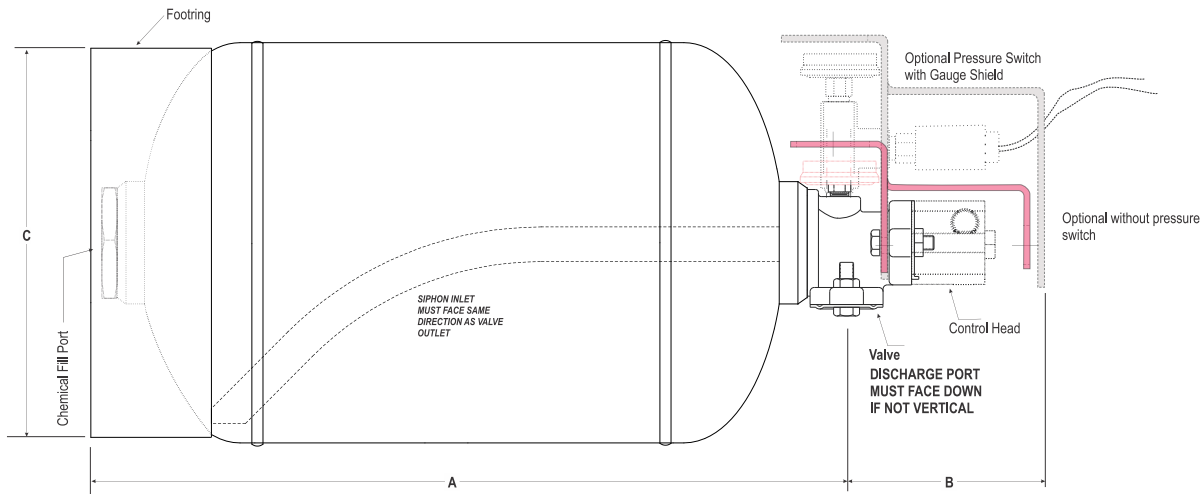 Footring
Optional Pressure Switch
with Gauge Shield
C
Optional without pressure
switch
SIPHON INLET
MUST FACE SAME
DIRECTION AS VALVE
OUTLET
Chemical Fill Port
Control Head
Valve
DISCHARGE PORT
MUST FACE DOWN
IF NOT VERTICAL
A
B